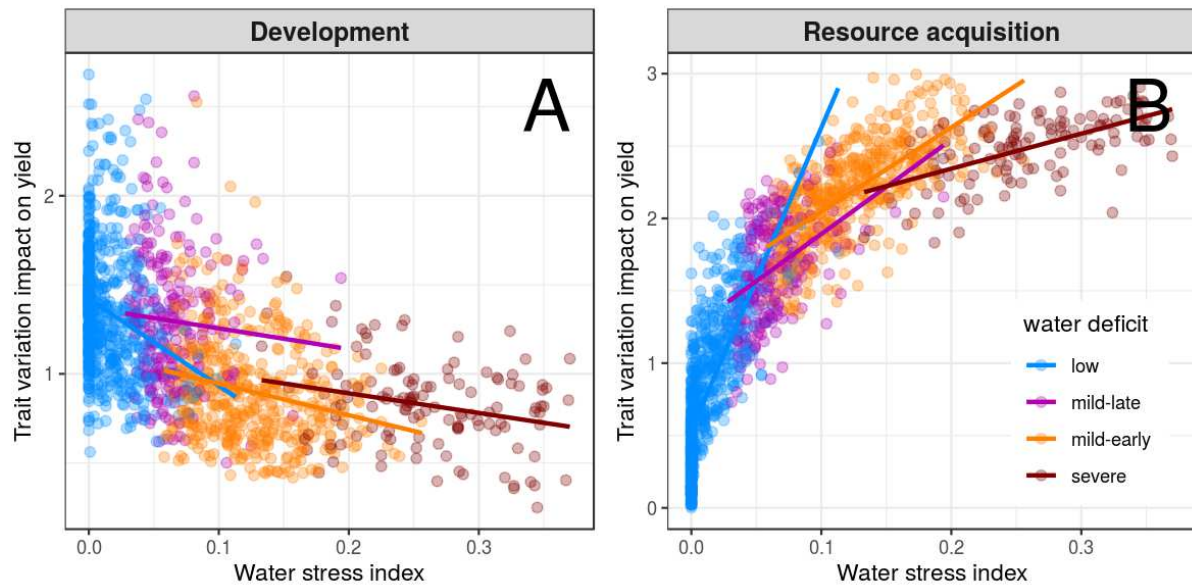 Development
Resource acquisition
Trait variation impact on yield
2
1
A
0.0 0.1 0.2 0.3
Water stress index
Trait variation impact on yield
3
2
1
0
B
water deficit
low
mild-late
mild-early
severe
0.0 0.1 0.2 0.3
Water stress index